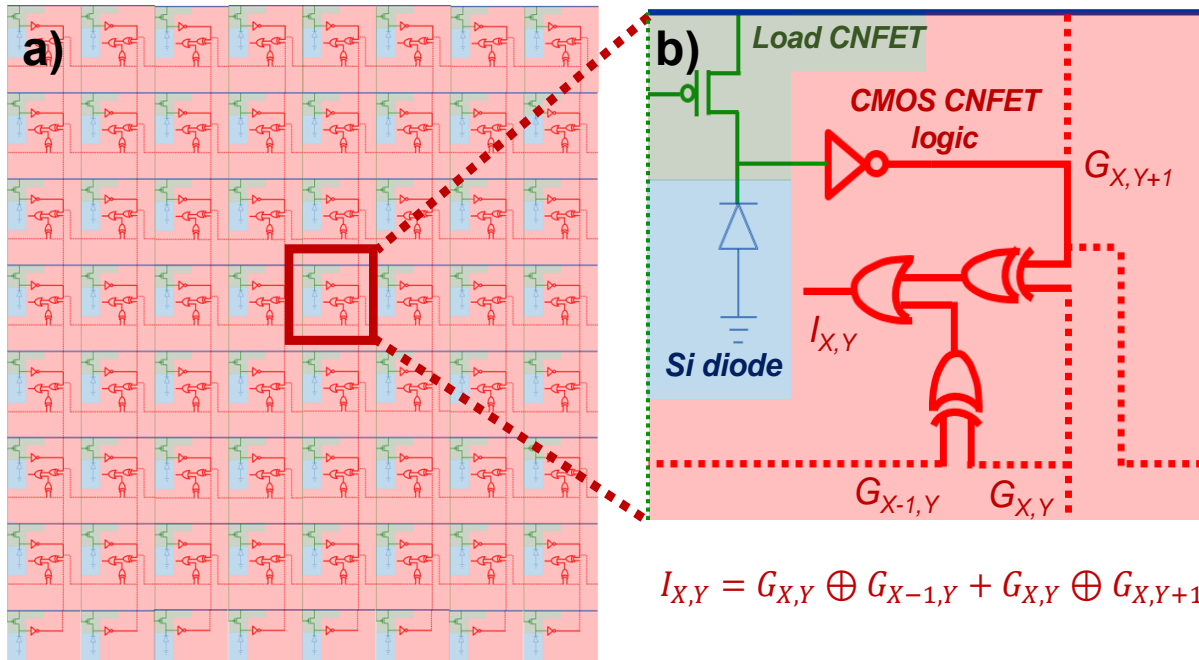 a)
b)
Load CNFET
CMOS CNFET
logic
G_{X,Y+1}
I_{X,Y}
Si diode
G_{X-1,Y}
G_{X,Y}
I_{X,Y} = G_{X,Y} ⊕ G_{X−1,Y} + G_{X,Y} ⊕ G_{X,Y+1}